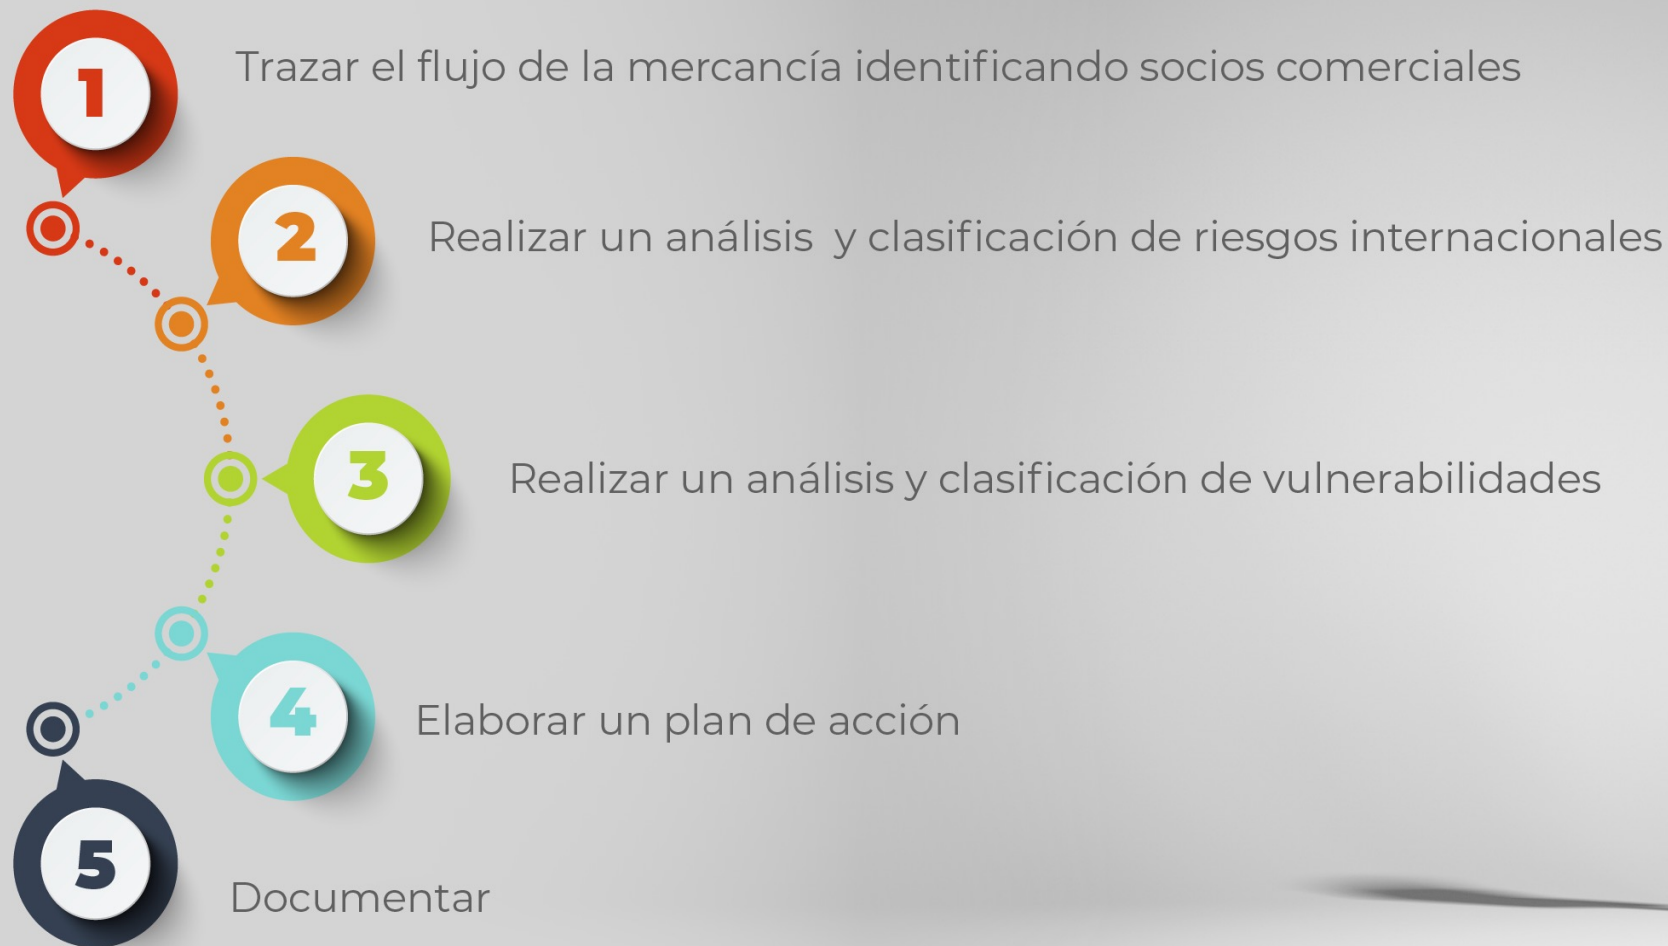 1
Trazar el flujo de la mercancía identificando socios comerciales
2
Realizar un análisis y clasificación de riesgos internacionales
3
Realizar un análisis y clasificación de vulnerabilidades
4
Elaborar un plan de acción
5
Documentar